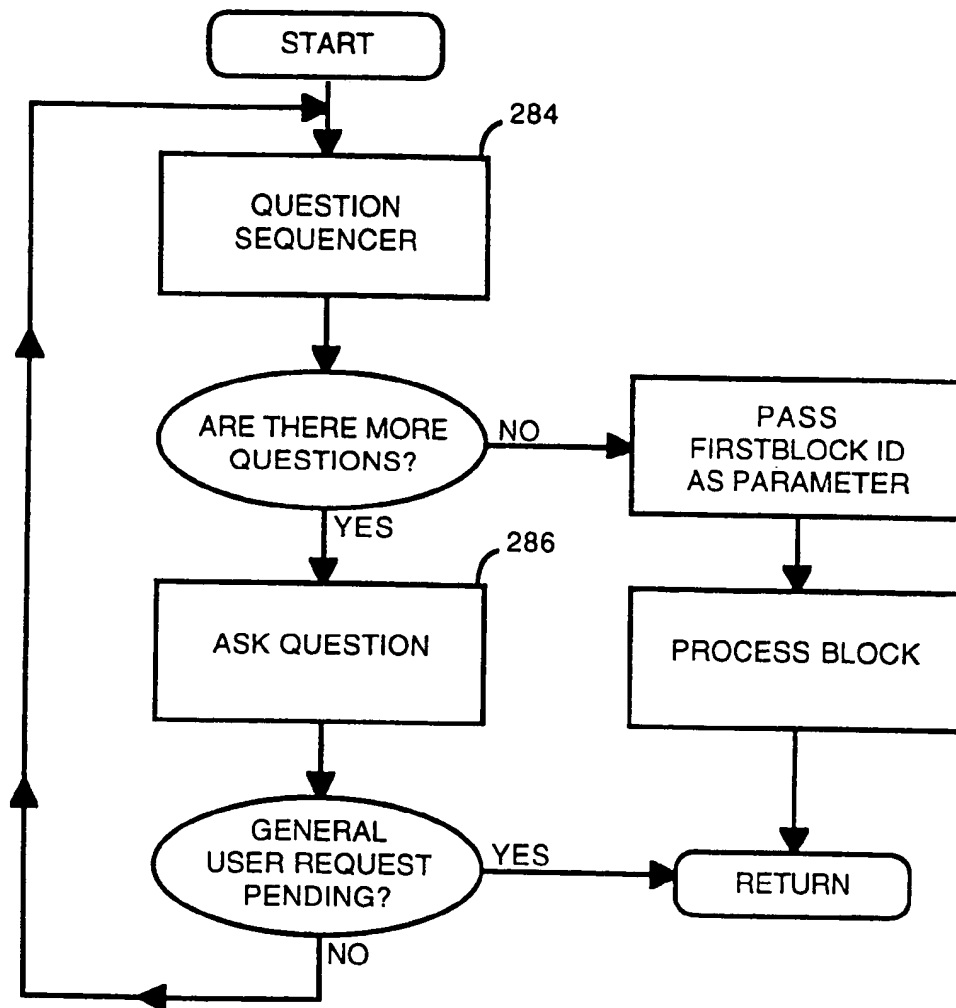 START
284
QUESTION
SEQUENCER
ARE THERE MORE
QUESTIONS?
NO
PASS
FIRSTBLOCK ID
AS PARAMETER
YES
286
ASK QUESTION
PROCESS BLOCK
GENERAL
USER REQUEST
PENDING?
YES
RETURN
NO